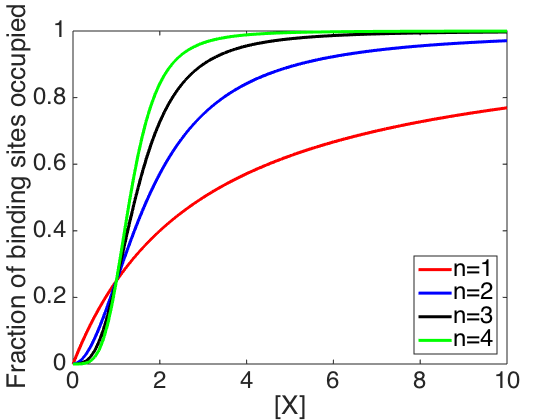 Fraction of binding sites occupied
1
0.8
0.6
0.4
0.2
0
0 2 4 6 8 10
[X]
n=1
n=2
n=3
n=4